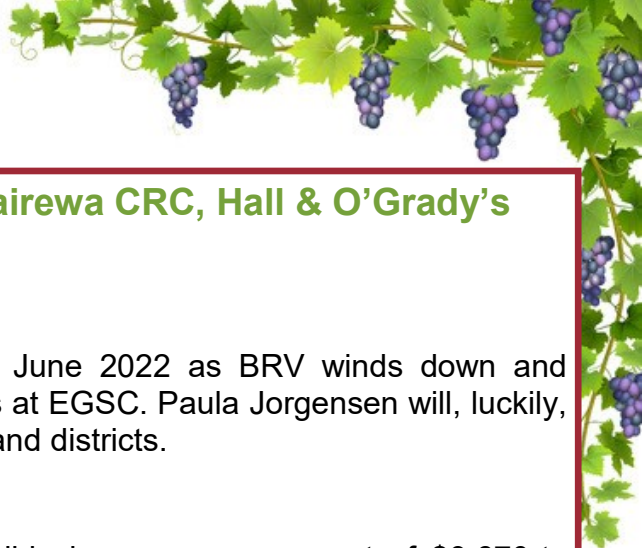 airewa CRC, Hall & O’Grady’s
June 2022 as BRV winds down and
at EGSC. Paula Jorgensen will, luckily,
and districts.